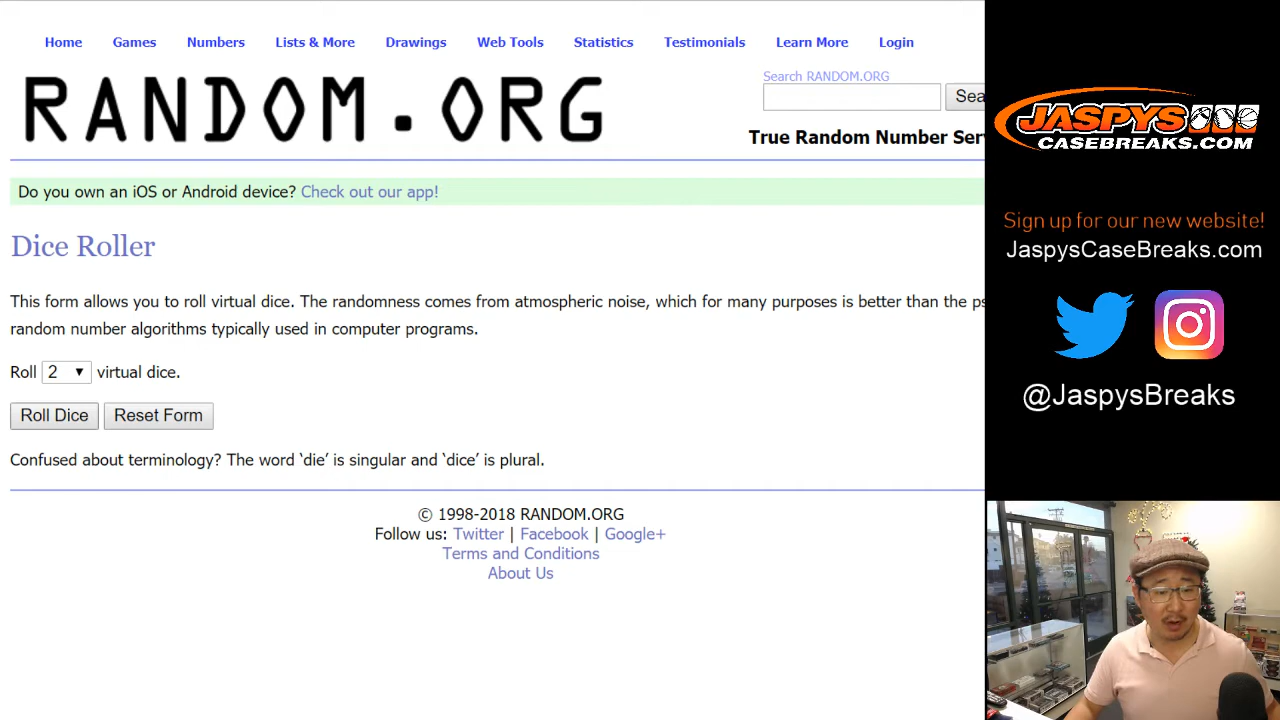 Home Games Numbers Lists & More Drawings Web Tools Statistics Testimonials Learn More Login
RANDOM.ORG
Search RANDOM.ORG
Sea
True Random Number Ser
Do you own an iOS or Android device? Check out our app!
Dice Roller
This form allows you to roll virtual dice. The randomness comes from atmospheric noise, which for many purposes is better than the ps
random number algorithms typically used in computer programs.
Roll 2 virtual dice.
Roll Dice Reset Form
Confused about terminology? The word ‘die’ is singular and ‘dice’ is plural.
© 1998-2018 RANDOM.ORG
Follow us: Twitter | Facebook | Google+
Terms and Conditions
About Us
JASPYS
CASEBREAKS.COM
Sign up for our new website!
JaspysCaseBreaks.com
@JaspysBreaks